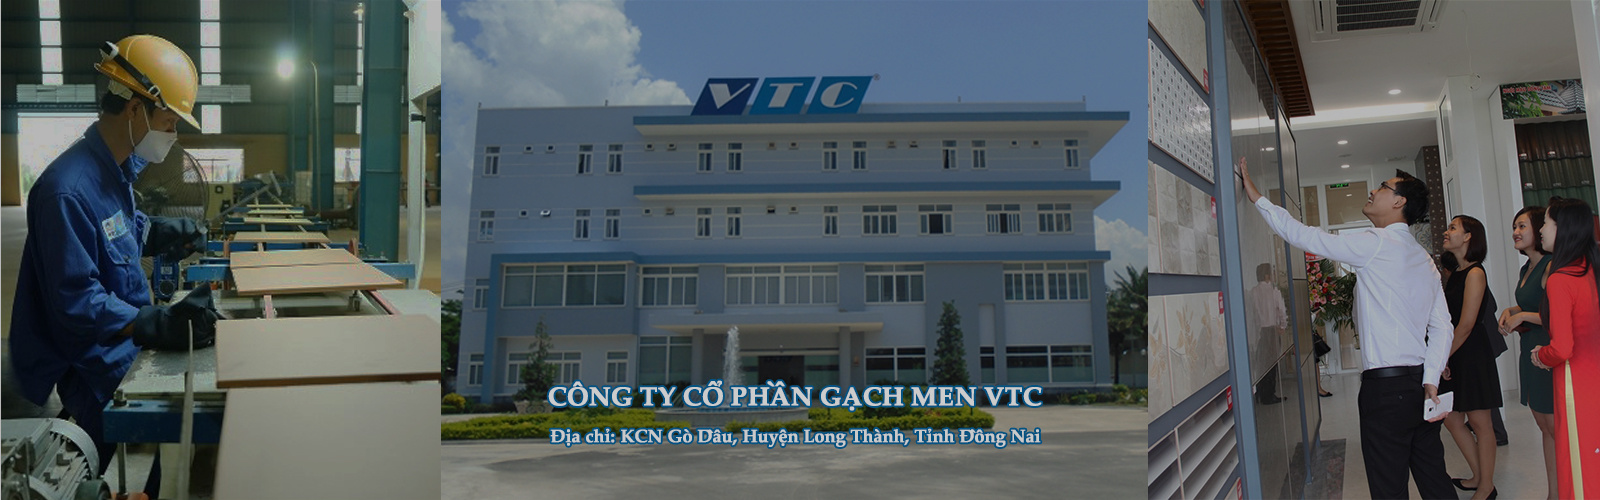 VTC®
CÔNG TY CỔ PHẦN GẠCH MEN VTC
Địa chỉ: KCN Gò Dầu, Huyện Long Thành, Tỉnh Đồng Nai